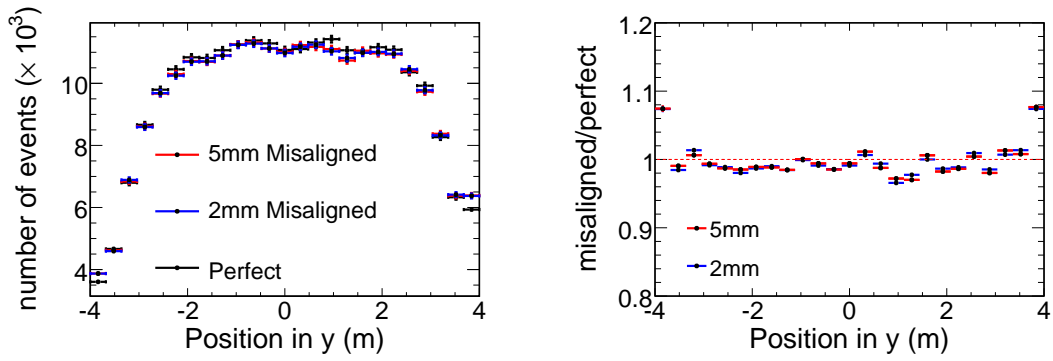 number of events (× 10³)
10
8
6
4
5mm Misaligned
2mm Misaligned
Perfect
-4 -2 0 2 4
Position in y (m)
misaligned/perfect
1.2
1.1
1
0.9
0.8
5mm
2mm
-4 -2 0 2 4
Position in y (m)